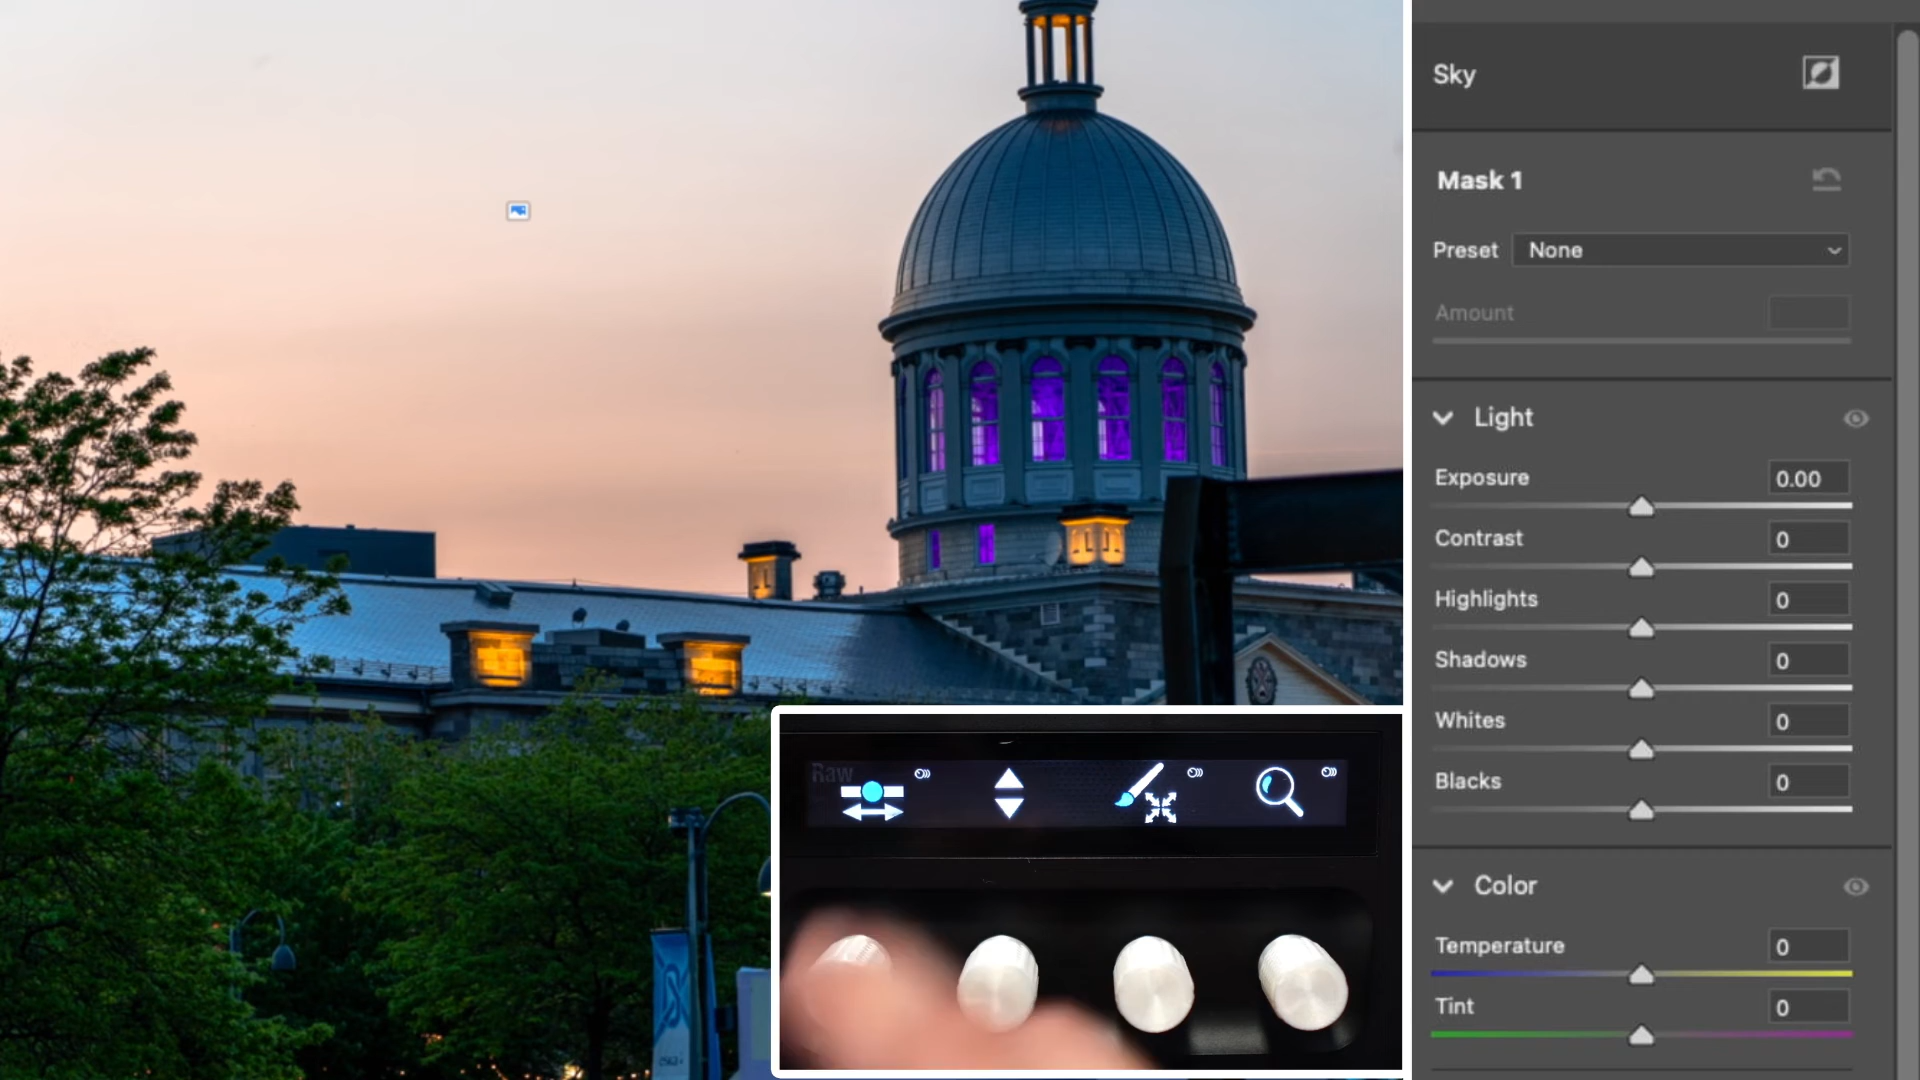 Sky
Mask 1
Preset None
Amount
Light
Exposure 0.00
Contrast 0
Highlights 0
Shadows 0
Whites 0
Blacks 0
Color
Temperature 0
Tint 0
Raw